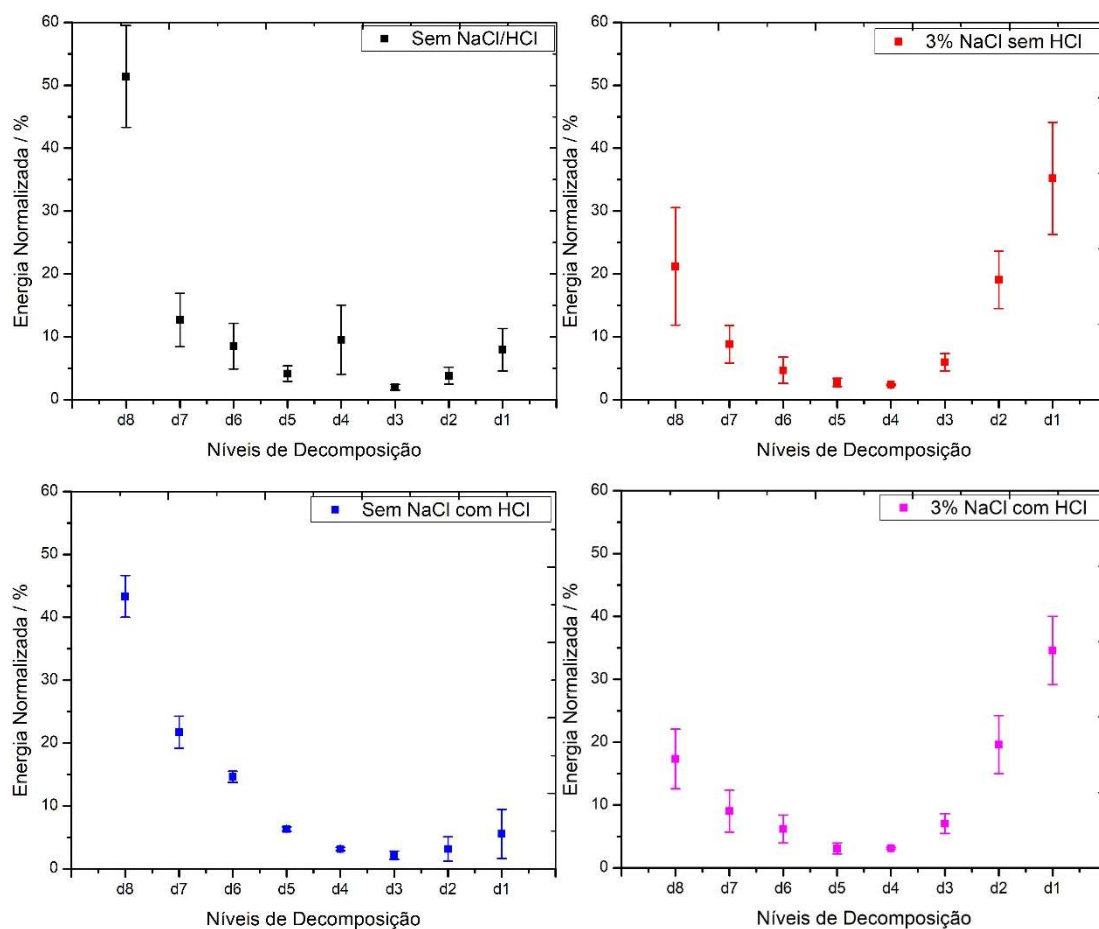 Sem NaCl/HCl
60
50
40
30
20
10
0
Energia Normalizada / %
d8 d7 d6 d5 d4 d3 d2 d1
Níveis de Decomposição
3% NaCl sem HCl
60
50
40
30
20
10
0
Energia Normalizada / %
d8 d7 d6 d5 d4 d3 d2 d1
Níveis de Decomposição
Sem NaCl com HCl
60
50
40
30
20
10
0
Energia Normalizada / %
d8 d7 d6 d5 d4 d3 d2 d1
Níveis de Decomposição
3% NaCl com HCl
60
50
40
30
20
10
0
Energia Normalizada / %
d8 d7 d6 d5 d4 d3 d2 d1
Níveis de Decomposição